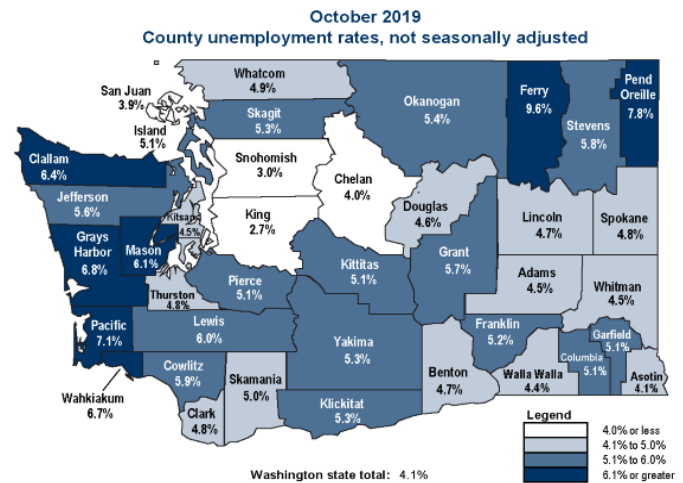 October 2019
County unemployment rates, not seasonally adjusted
Whatcom
4.9%
San Juan
3.9%
Skagit
5.3%
Island
5.1%
Okanogan
5.4%
Ferry
9.6%
Pend
Oreille
7.8%
Stevens
5.8%
Clallam
6.4%
Snohomish
3.0%
Chelan
4.0%
Jefferson
5.6%
Kitsap
4.5%
King
2.7%
Douglas
4.6%
Lincoln
4.7%
Spokane
4.8%
Grays
Harbor
6.8%
Mason
6.1%
Kittitas
5.1%
Grant
5.7%
Adams
4.5%
Whitman
4.5%
Thurston
4.8%
Pierce
5.1%
Pacific
7.1%
Lewis
6.0%
Yakima
5.3%
Franklin
5.2%
Garfield
5.1%
Columbia
5.1%
Cowlitz
5.9%
Skamania
5.0%
Benton
4.7%
Walla Walla
4.4%
Asotin
4.1%
Wahkiakum
6.7%
Clark
4.8%
Klickitat
5.3%
Legend
4.0% or less
4.1% to 5.0%
5.1% to 6.0%
6.1% or greater
Washington state total: 4.1%